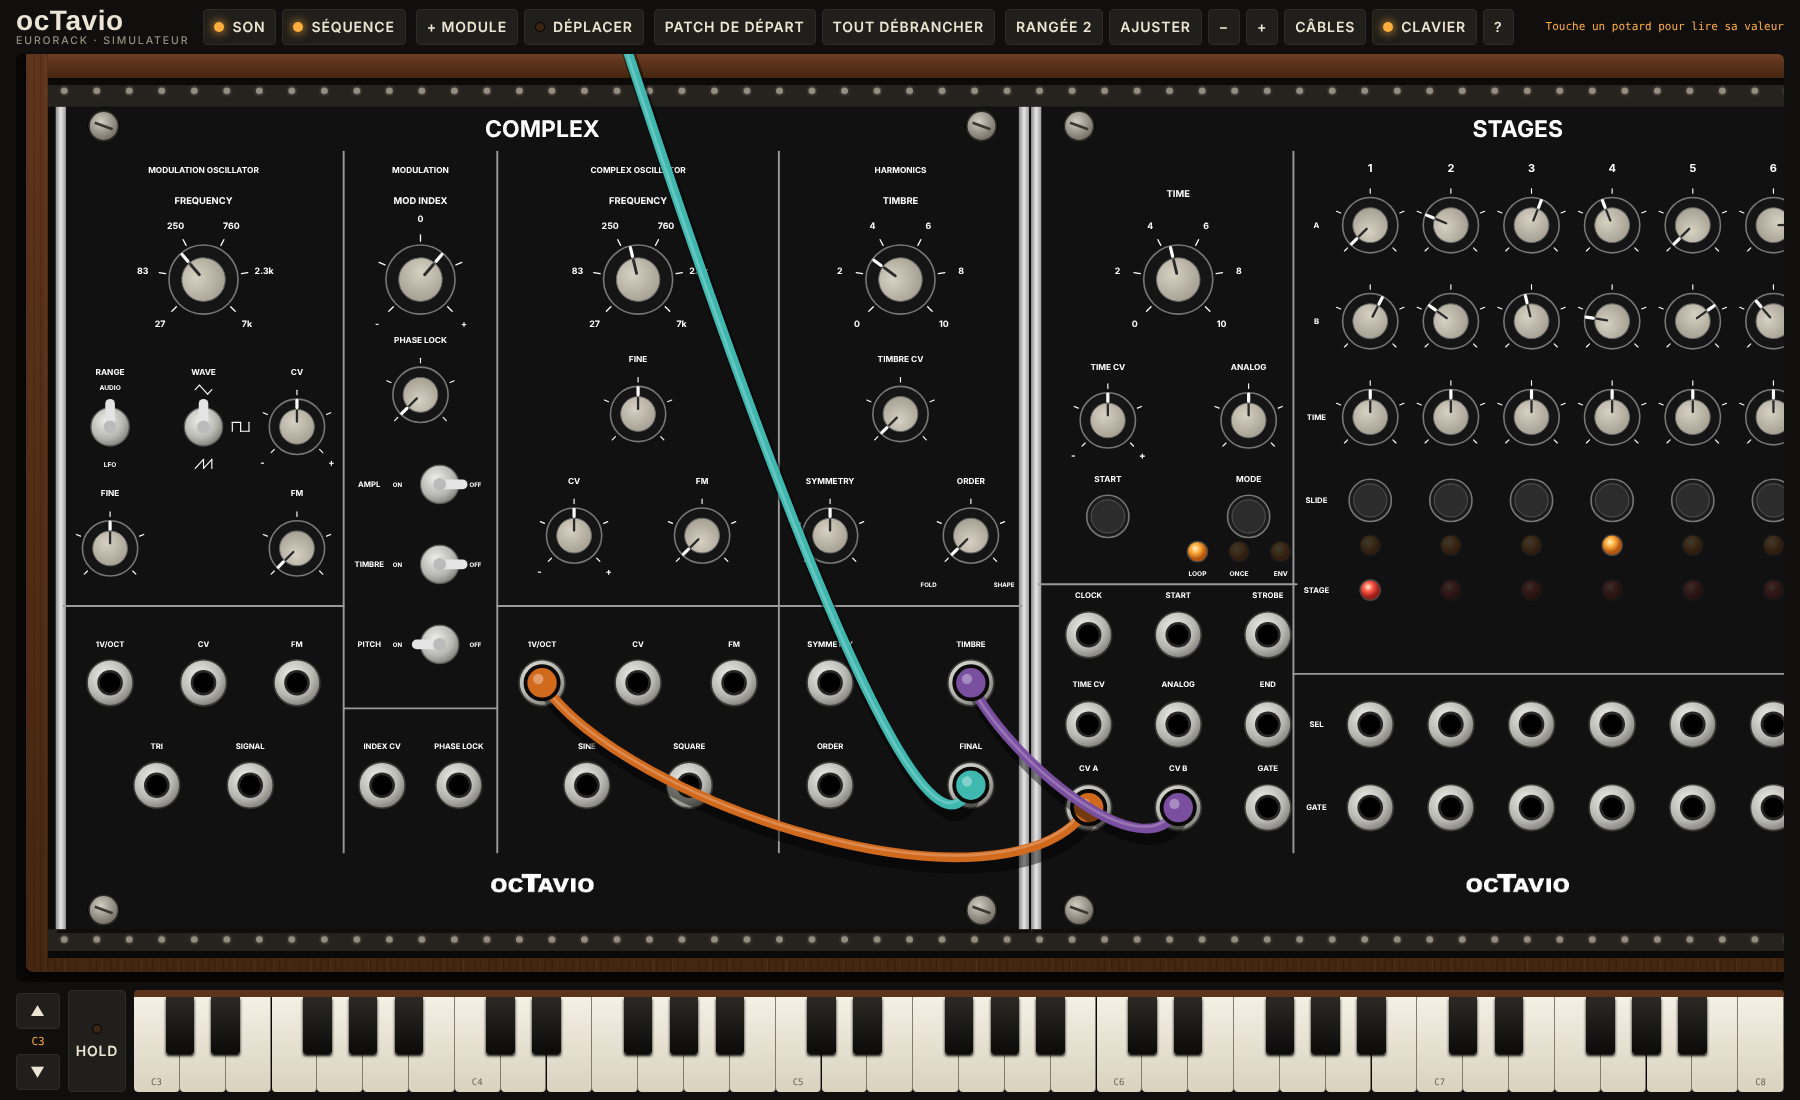 ocTavio
EURORACK · SIMULATEUR
SON
SÉQUENCE
+ MODULE
DÉPLACER
PATCH DE DÉPART
TOUT DÉBRANCHER
RANGÉE 2
AJUSTER
–
+
CÂBLES
CLAVIER
?
Touche un potard pour lire sa valeur
COMPLEX
MODULATION OSCILLATOR
FREQUENCY
250 760
83 2.3k
27 7k
RANGE WAVE CV
AUDIO
LFO
- +
FINE FM
1V/OCT CV FM
TRI SIGNAL
MODULATION
MOD INDEX
0
- +
PHASE LOCK
AMPL ON OFF
TIMBRE ON OFF
PITCH ON OFF
INDEX CV PHASE LOCK
COMPLEX OSCILLATOR
FREQUENCY
250 760
83
27 7k
FINE
CV FM
- +
1V/OCT CV FM
SINE SQUARE
HARMONICS
TIMBRE
4 6
2 8
0 10
TIMBRE CV
SYMMETRY ORDER
FOLD SHAPE
SYMMETRY TIMBRE
ORDER FINAL
OCTAVIO
STAGES
TIME
4 6
2 8
0 10
TIME CV ANALOG
- +
START MODE
LOOP ONCE ENV
CLOCK START STROBE
TIME CV ANALOG END
CV A CV B GATE
1 2 3 4 5 6
A
B
TIME
SLIDE
STAGE
SEL
GATE
OCTAVIO
▲
C3
▼
HOLD
C3 C4 C5 C6 C7 C8